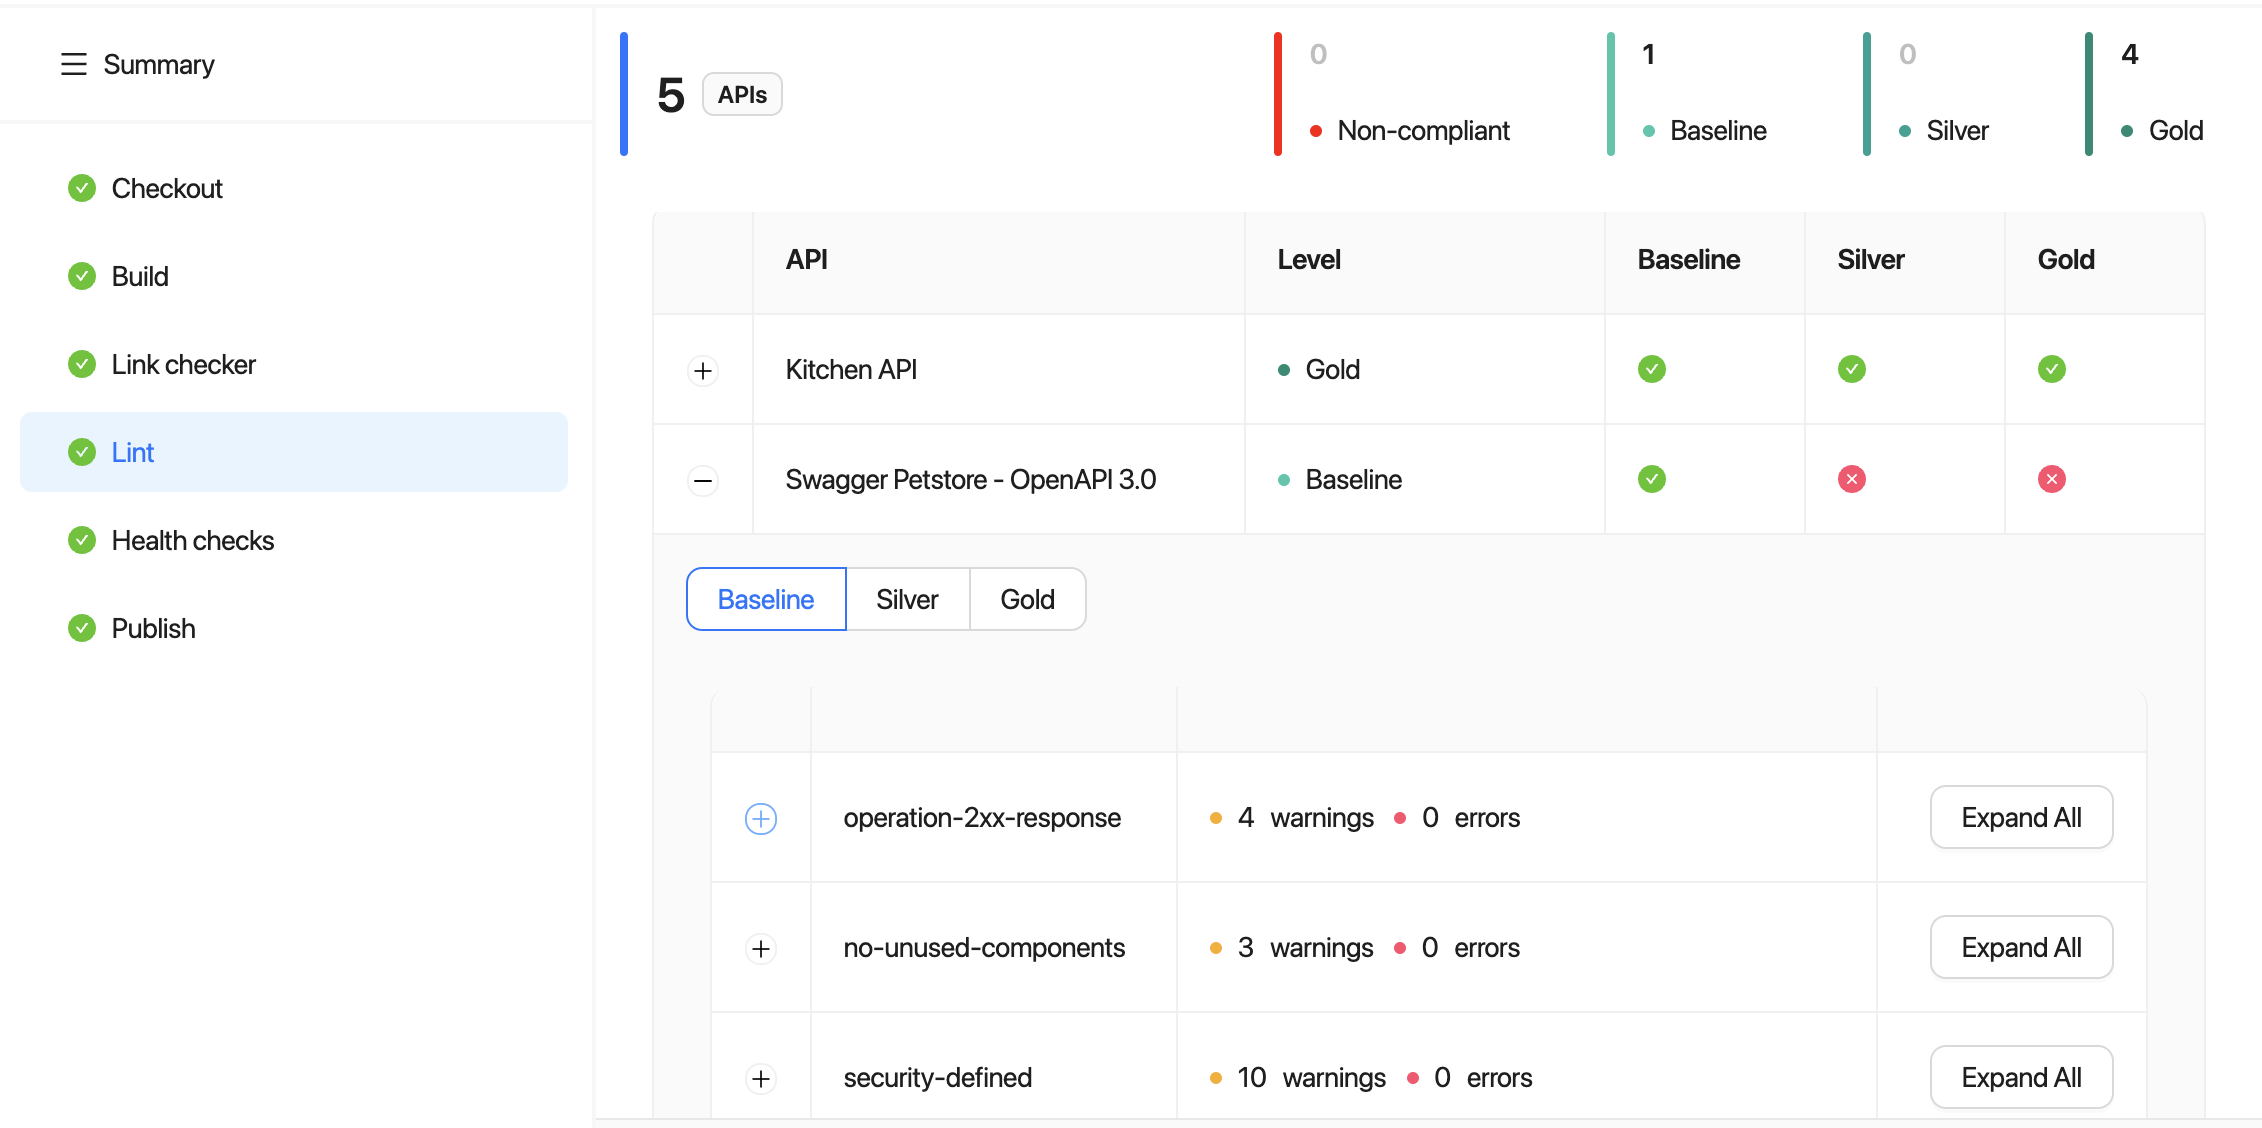 Summary
Checkout
Build
Link checker
Lint
Health checks
Publish
5 APIs
0
Non-compliant
1
Baseline
0
Silver
4
Gold
API Level Baseline Silver Gold
Kitchen API Gold
Swagger Petstore - OpenAPI 3.0 Baseline
Baseline Silver Gold
operation-2xx-response 4 warnings 0 errors Expand All
no-unused-components 3 warnings 0 errors Expand All
security-defined 10 warnings 0 errors Expand All